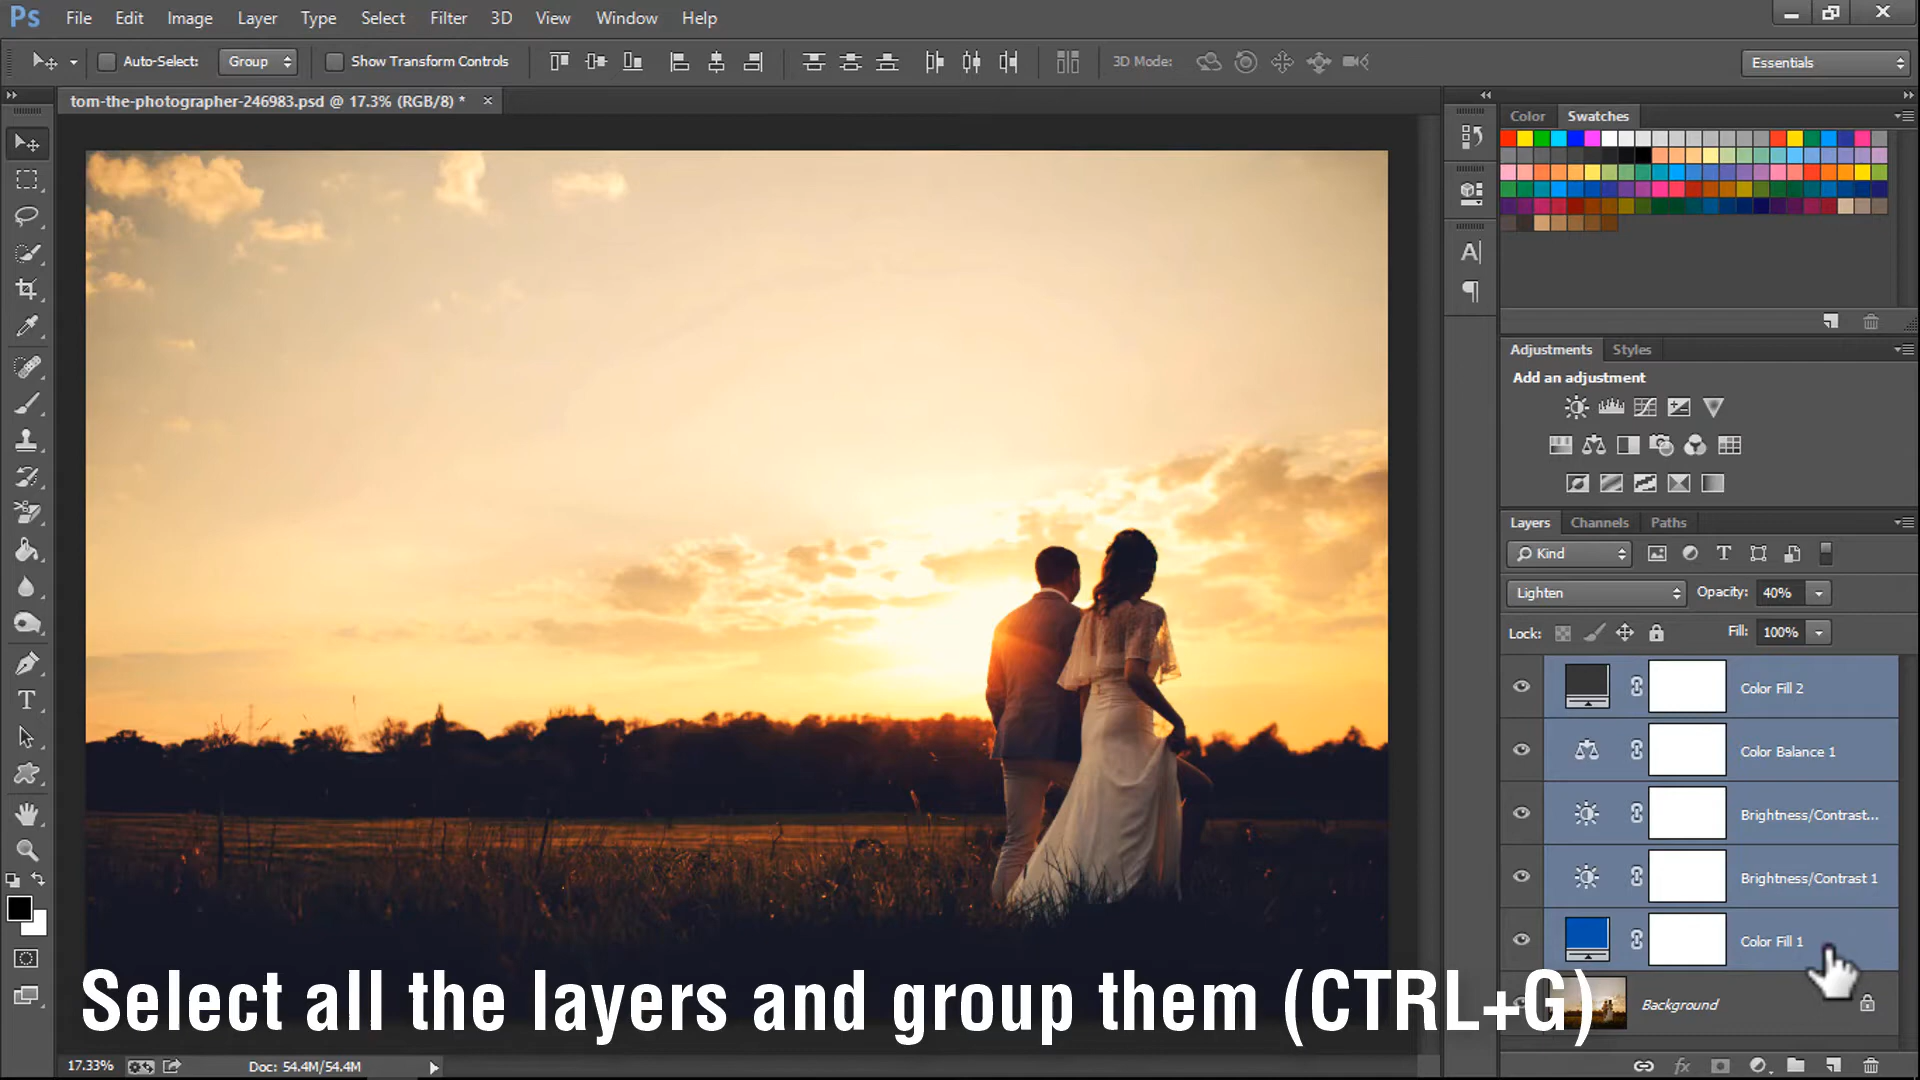 Ps File Edit Image Layer Type Select Filter 3D View Window Help
Auto-Select: Group Show Transform Controls 3D Mode: Essentials
tom-the-photographer-246983.psd @ 17.3% (RGB/8) * ×
Color Swatches
Adjustments Styles
Add an adjustment
Layers Channels Paths
Kind
Lighten Opacity: 40%
Lock: Fill: 100%
Color Fill 2
Color Balance 1
Brightness/Contrast...
Brightness/Contrast 1
Color Fill 1
Background
Select all the layers and group them (CTRL+G)
17.33% Doc: 54.4M/54.4M